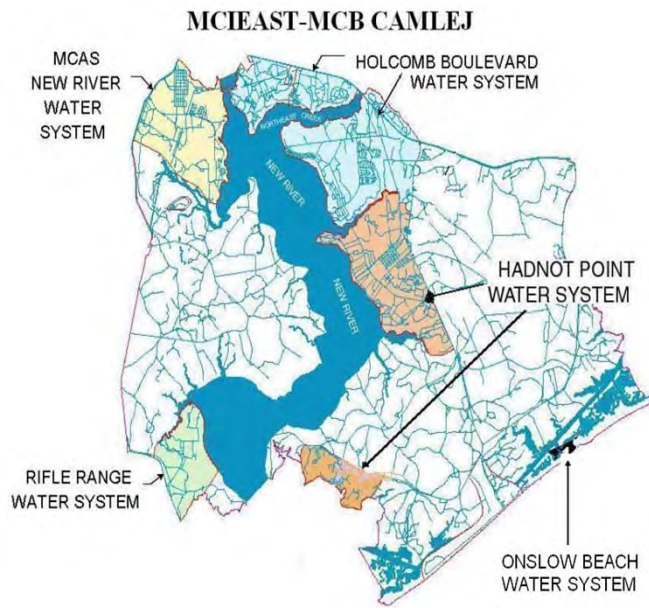 MCIEAST-MCB CAMLEJ
MCAS
NEW RIVER
WATER
SYSTEM
HOLCOMB BOULEVARD
WATER SYSTEM
NORTHEAST CREEK
NEW RIVER
NEW RIVER
HADNOT POINT
WATER SYSTEM
RIFLE RANGE
WATER SYSTEM
ONSLOW BEACH
WATER SYSTEM